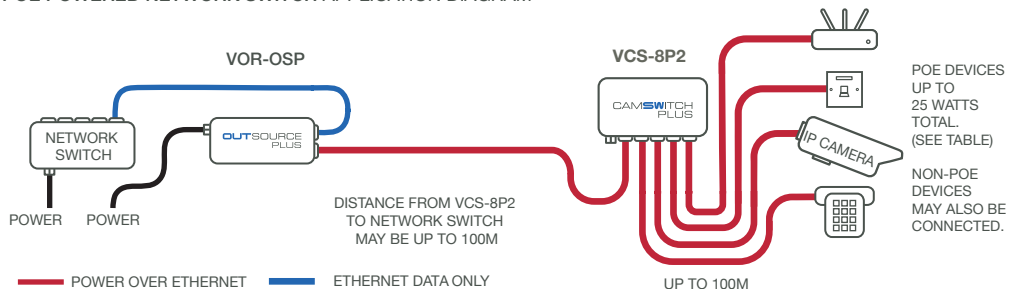 POE POWERED NETWORK SWITCH APPLICATION DIAGRAM
VOR-OSP
VCS-8P2
NETWORK
SWITCH
OUTSOURCE
PLUS
CAMSWITCH
PLUS
IP CAMERA
POE DEVICES
UP TO
25 WATTS
TOTAL.
(SEE TABLE)
NON-POE
DEVICES
MAY ALSO BE
CONNECTED.
POWER
POWER
DISTANCE FROM VCS-8P2
TO NETWORK SWITCH
MAY BE UP TO 100M
POWER OVER ETHERNET
ETHERNET DATA ONLY
UP TO 100M